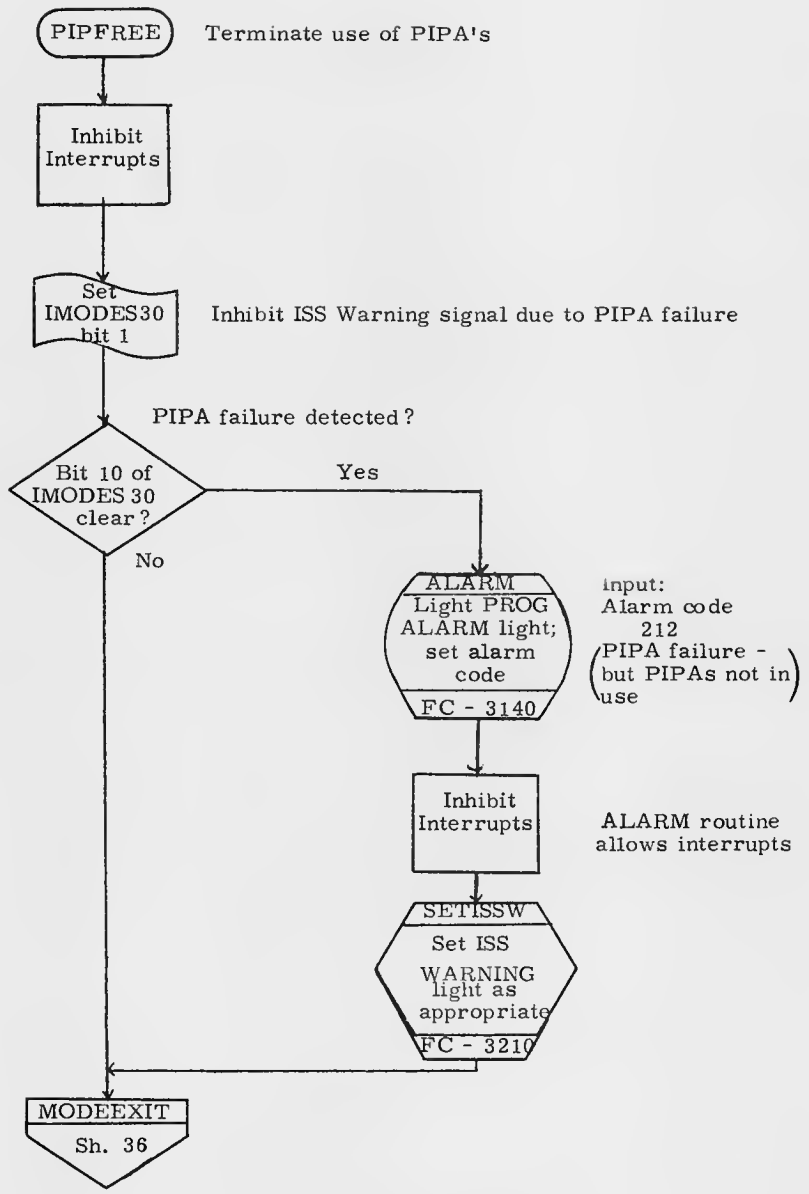 PIPFREE
Terminate use of PIPA's
Inhibit
Interrupts
Set
IMODES30
bit 1
Inhibit ISS Warning signal due to PIPA failure
PIPA failure detected?
Bit 10 of
IMODES 30
clear?
Yes
No
ALARM
Light PROG
ALARM light;
set alarm
code
FC - 3140
input:
Alarm code
212
(PIPA failure -
but PIPAs not in
use)
Inhibit
Interrupts
ALARM routine
allows interrupts
SETISSW
Set ISS
WARNING
light as
appropriate
FC - 3210
MODEEXIT
Sh. 36